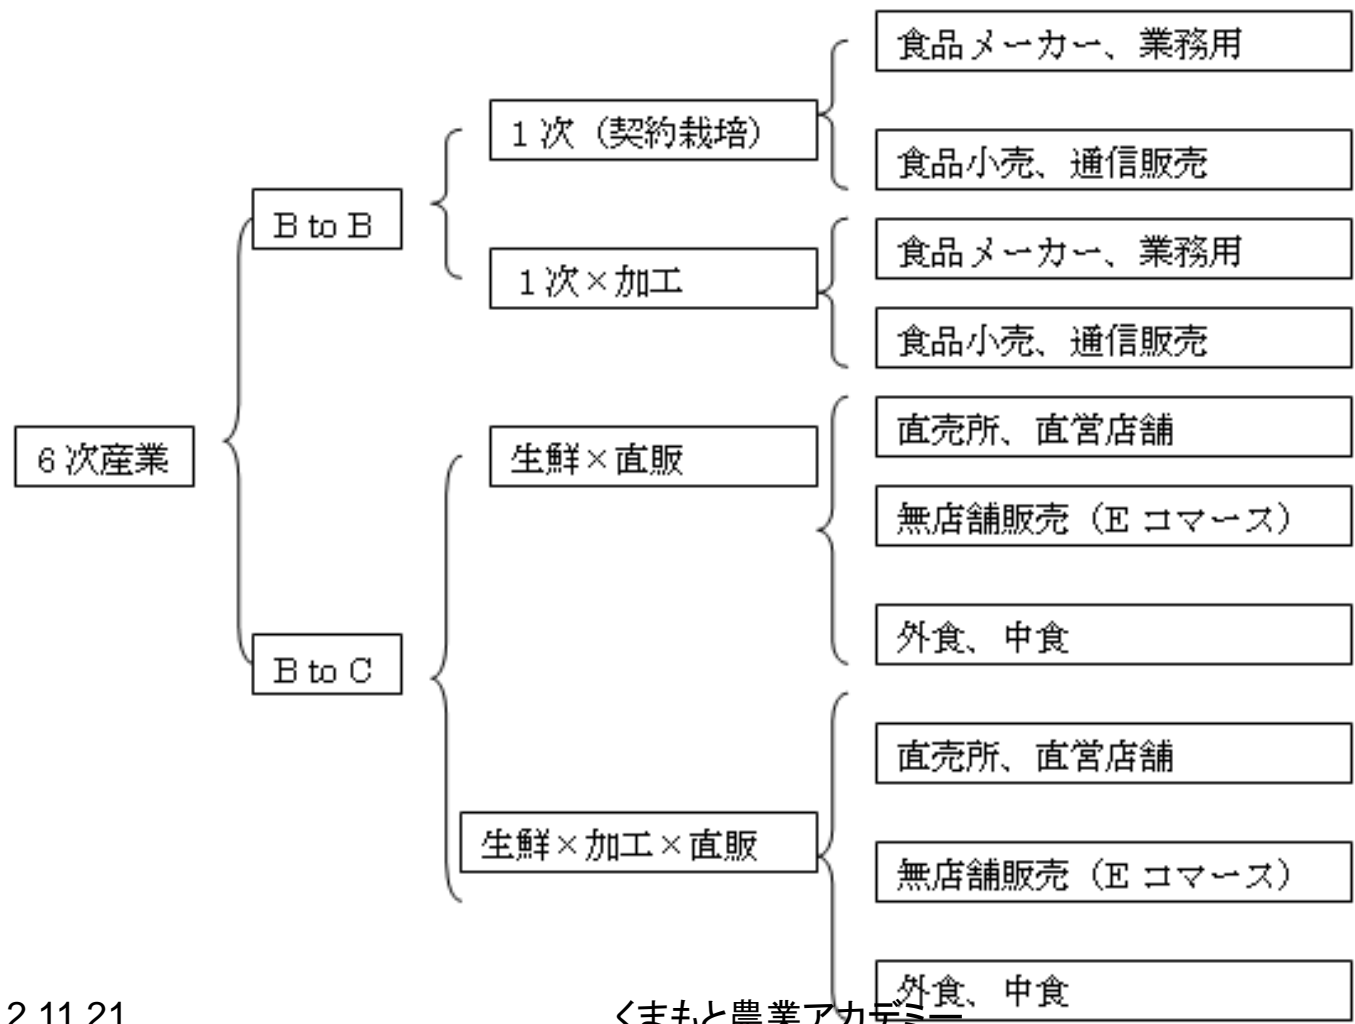 食品メーカー、業務用
1次（契約栽培）
食品小売、通信販売
B to B
食品メーカー、業務用
1次×加工
食品小売、通信販売
直売所、直営店舗
6次産業
生鮮×直販
無店舗販売（Eコマース）
外食、中食
B to C
直売所、直営店舗
生鮮×加工×直販
無店舗販売（Eコマース）
外食、中食
2.11.21
くまもと農業アカデミー